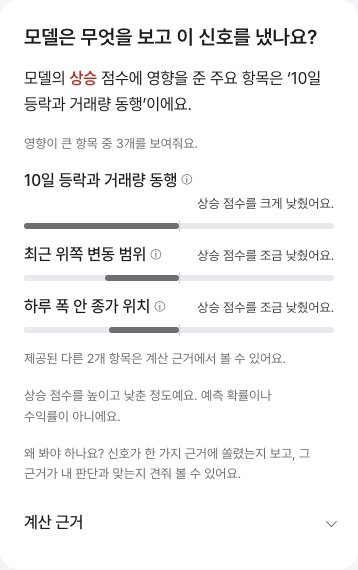 모델은 무엇을 보고 이 신호를 냈나요?
모델의 상승 점수에 영향을 준 주요 항목은 ‘10일
등락과 거래량 동행’이에요.
영향이 큰 항목 중 3개를 보여줘요.
10일 등락과 거래량 동행 ⓘ
상승 점수를 크게 낮췄어요.
최근 위쪽 변동 범위 ⓘ 상승 점수를 조금 낮췄어요.
하루 폭 안 종가 위치 ⓘ 상승 점수를 조금 낮췄어요.
제공된 다른 2개 항목은 계산 근거에서 볼 수 있어요.
상승 점수를 높이고 낮춘 정도예요. 예측 확률이나
수익률이 아니에요.
왜 봐야 하나요? 신호가 한 가지 근거에 쏠렸는지 보고, 그
근거가 내 판단과 맞는지 견줘 볼 수 있어요.
계산 근거